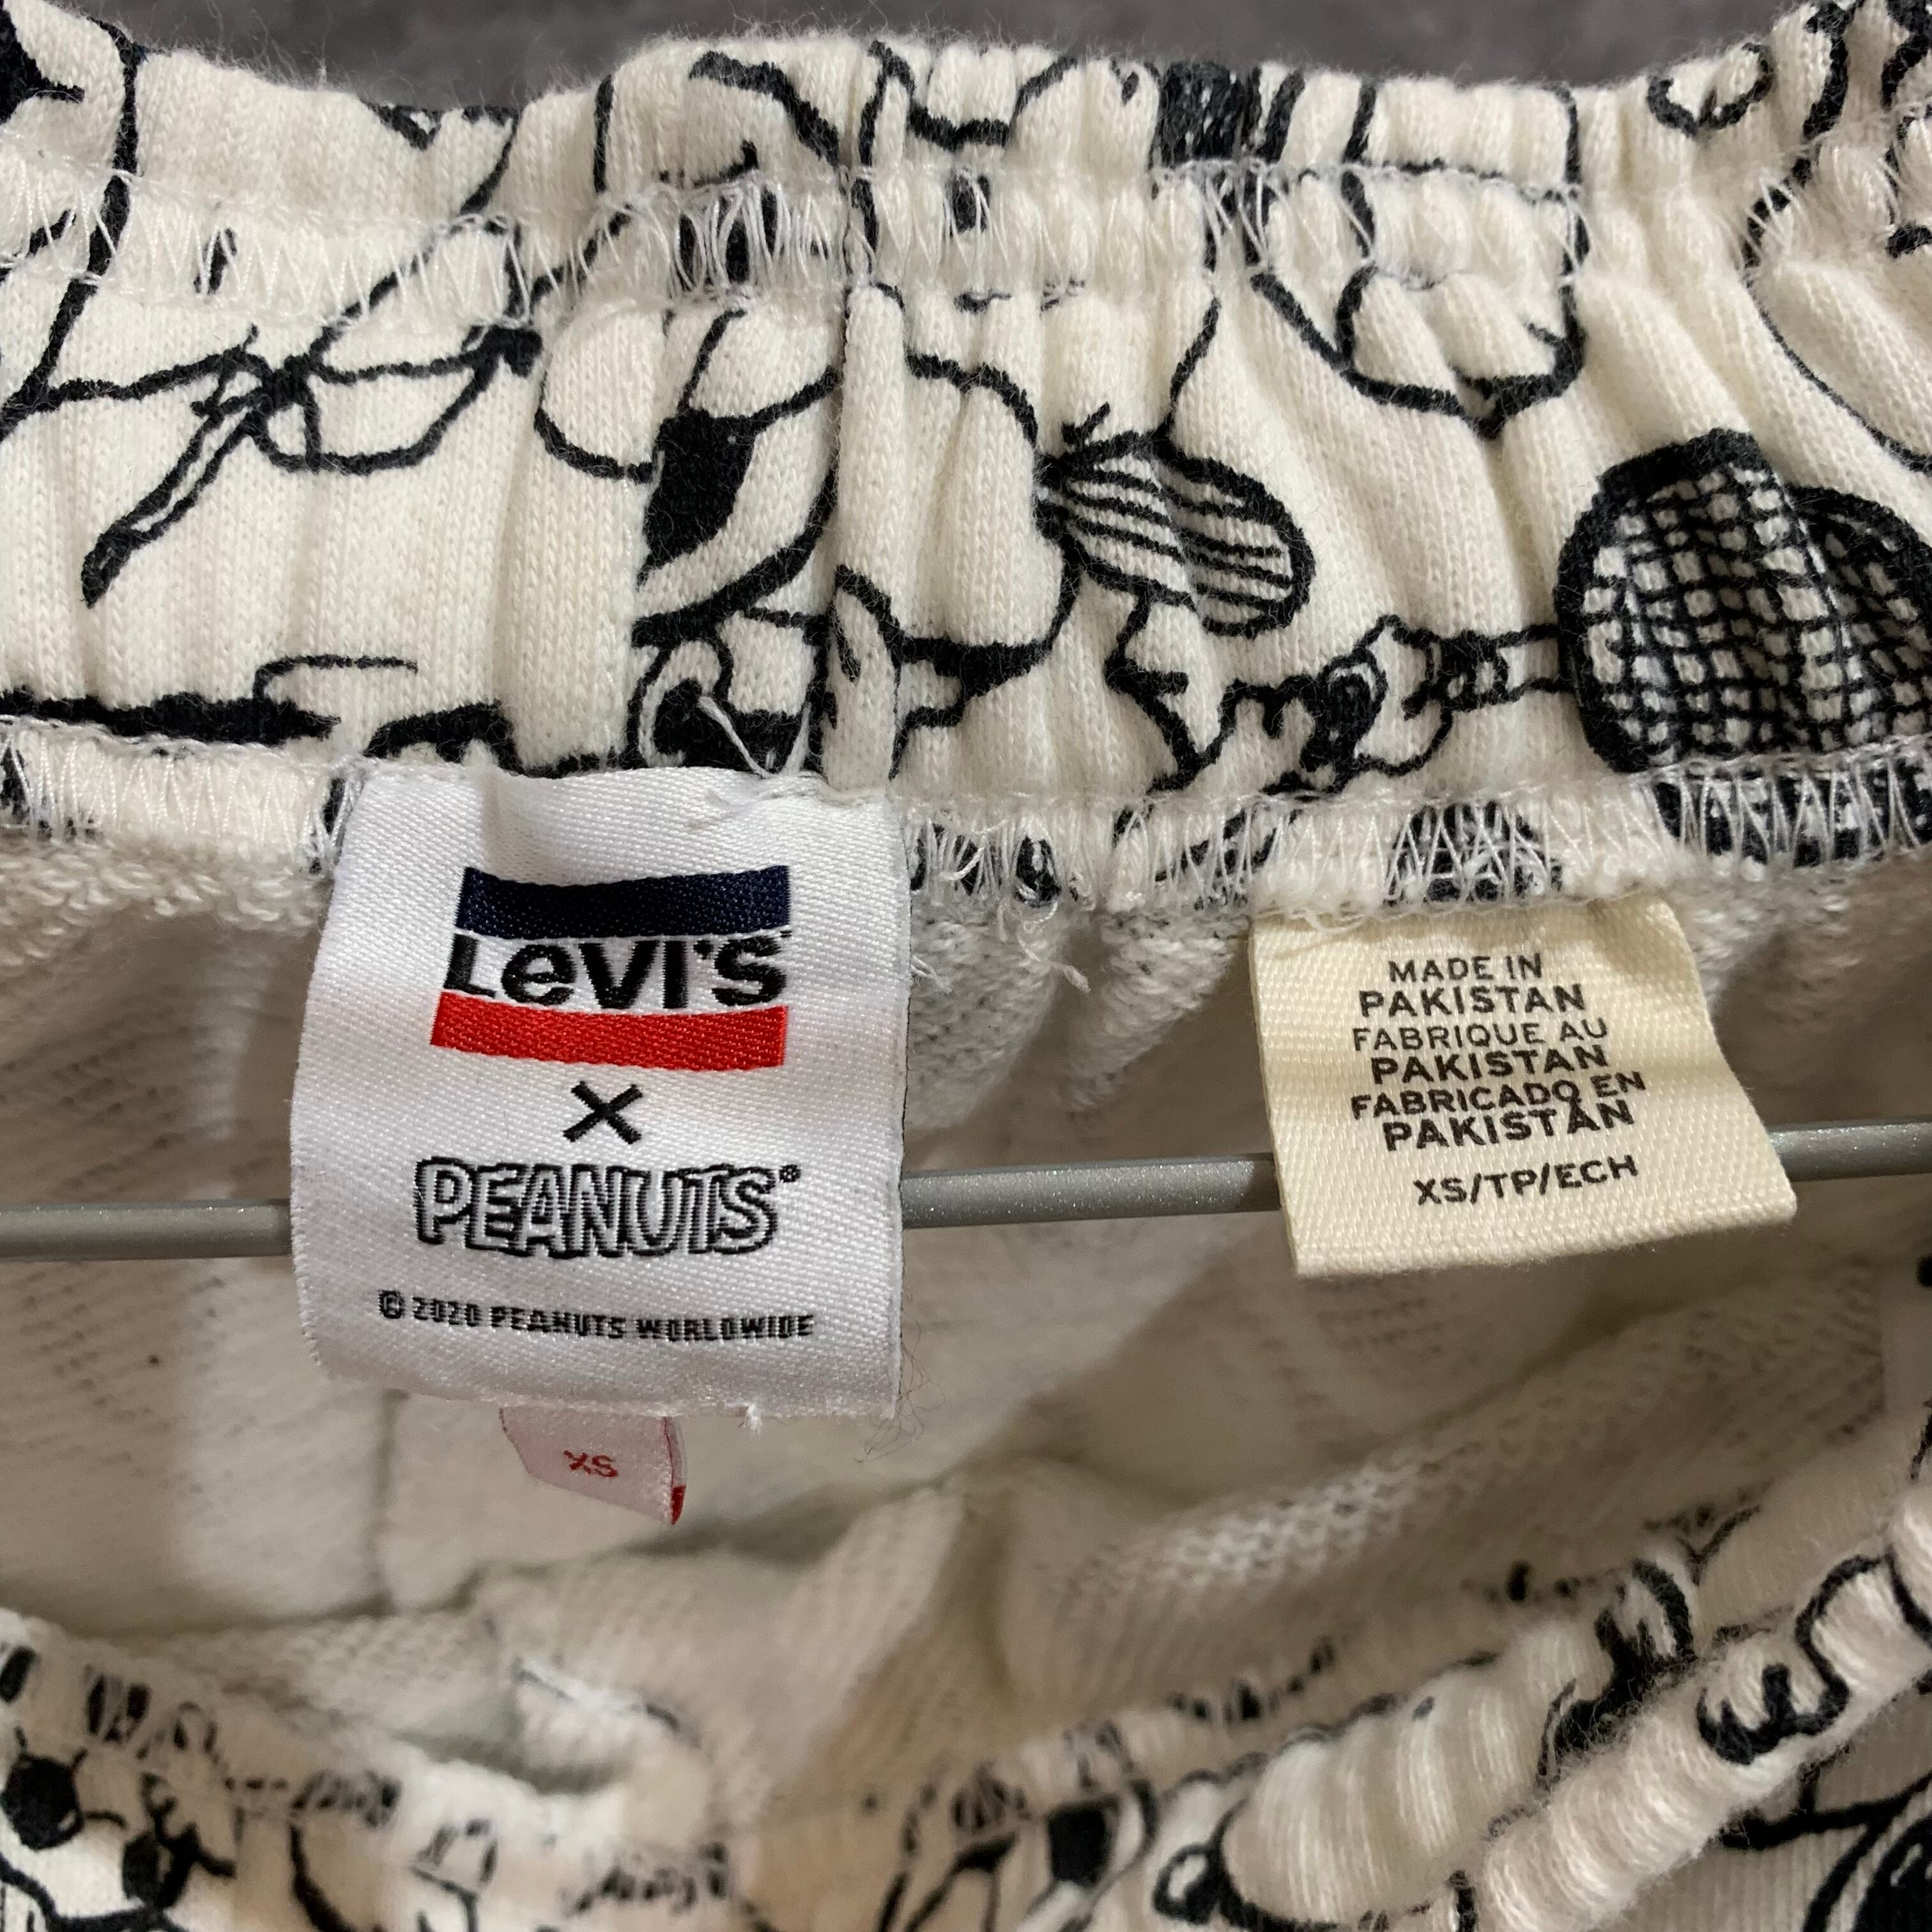 Levi's
×
PEANUTS
© 2020 PEANUTS WORLDWIDE
XS
MADE IN
PAKISTAN
FABRIQUE AU
PAKISTAN
FABRICADO EN
PAKISTAN
XS/TP/ECH